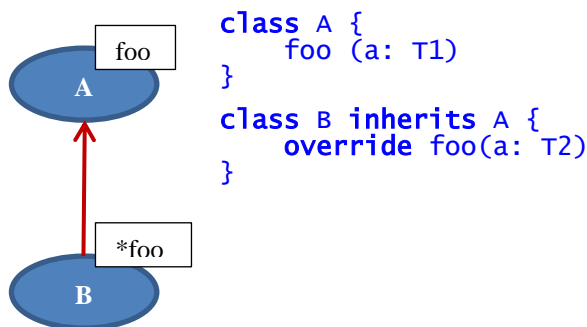 foo
A
*foo
B
class A {
foo (a: T1)
}
class B inherits A {
override foo(a: T2)
}